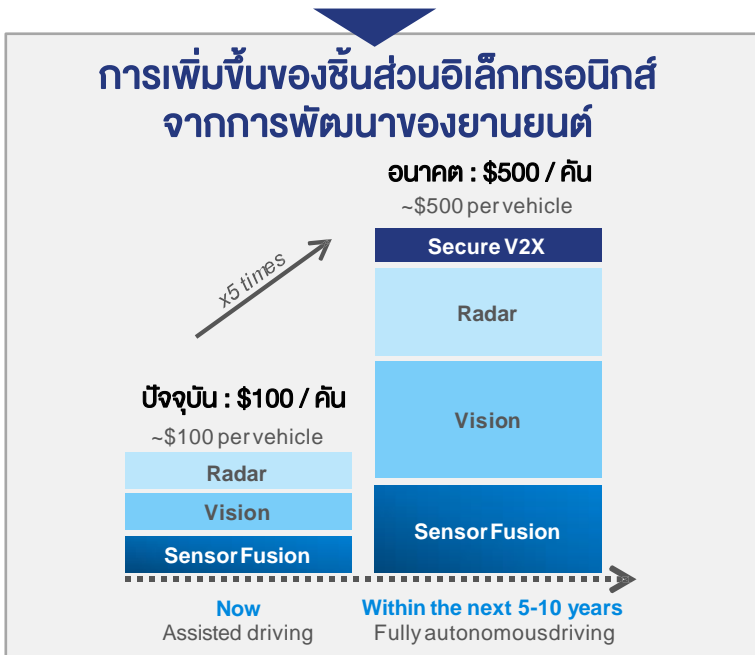 การเพิ่มขึ้นของชิ้นส่วนอิเล็กทรอนิกส์
จากการพัฒนาของยานยนต์
อนาคต : $500 / คัน
~$500 per vehicle
Secure V2X
Radar
Vision
Sensor Fusion
x5 times
ปัจจุบัน : $100 / คัน
~$100 per vehicle
Radar
Vision
Sensor Fusion
Now
Assisted driving
Within the next 5-10 years
Fully autonomous driving